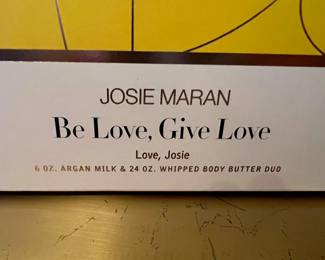 JOSIE MARAN
Be Love, Give Love
Love, Josie
6 OZ. ARGAN MILK & 24 OZ. WHIPPED BODY BUTTER DUO